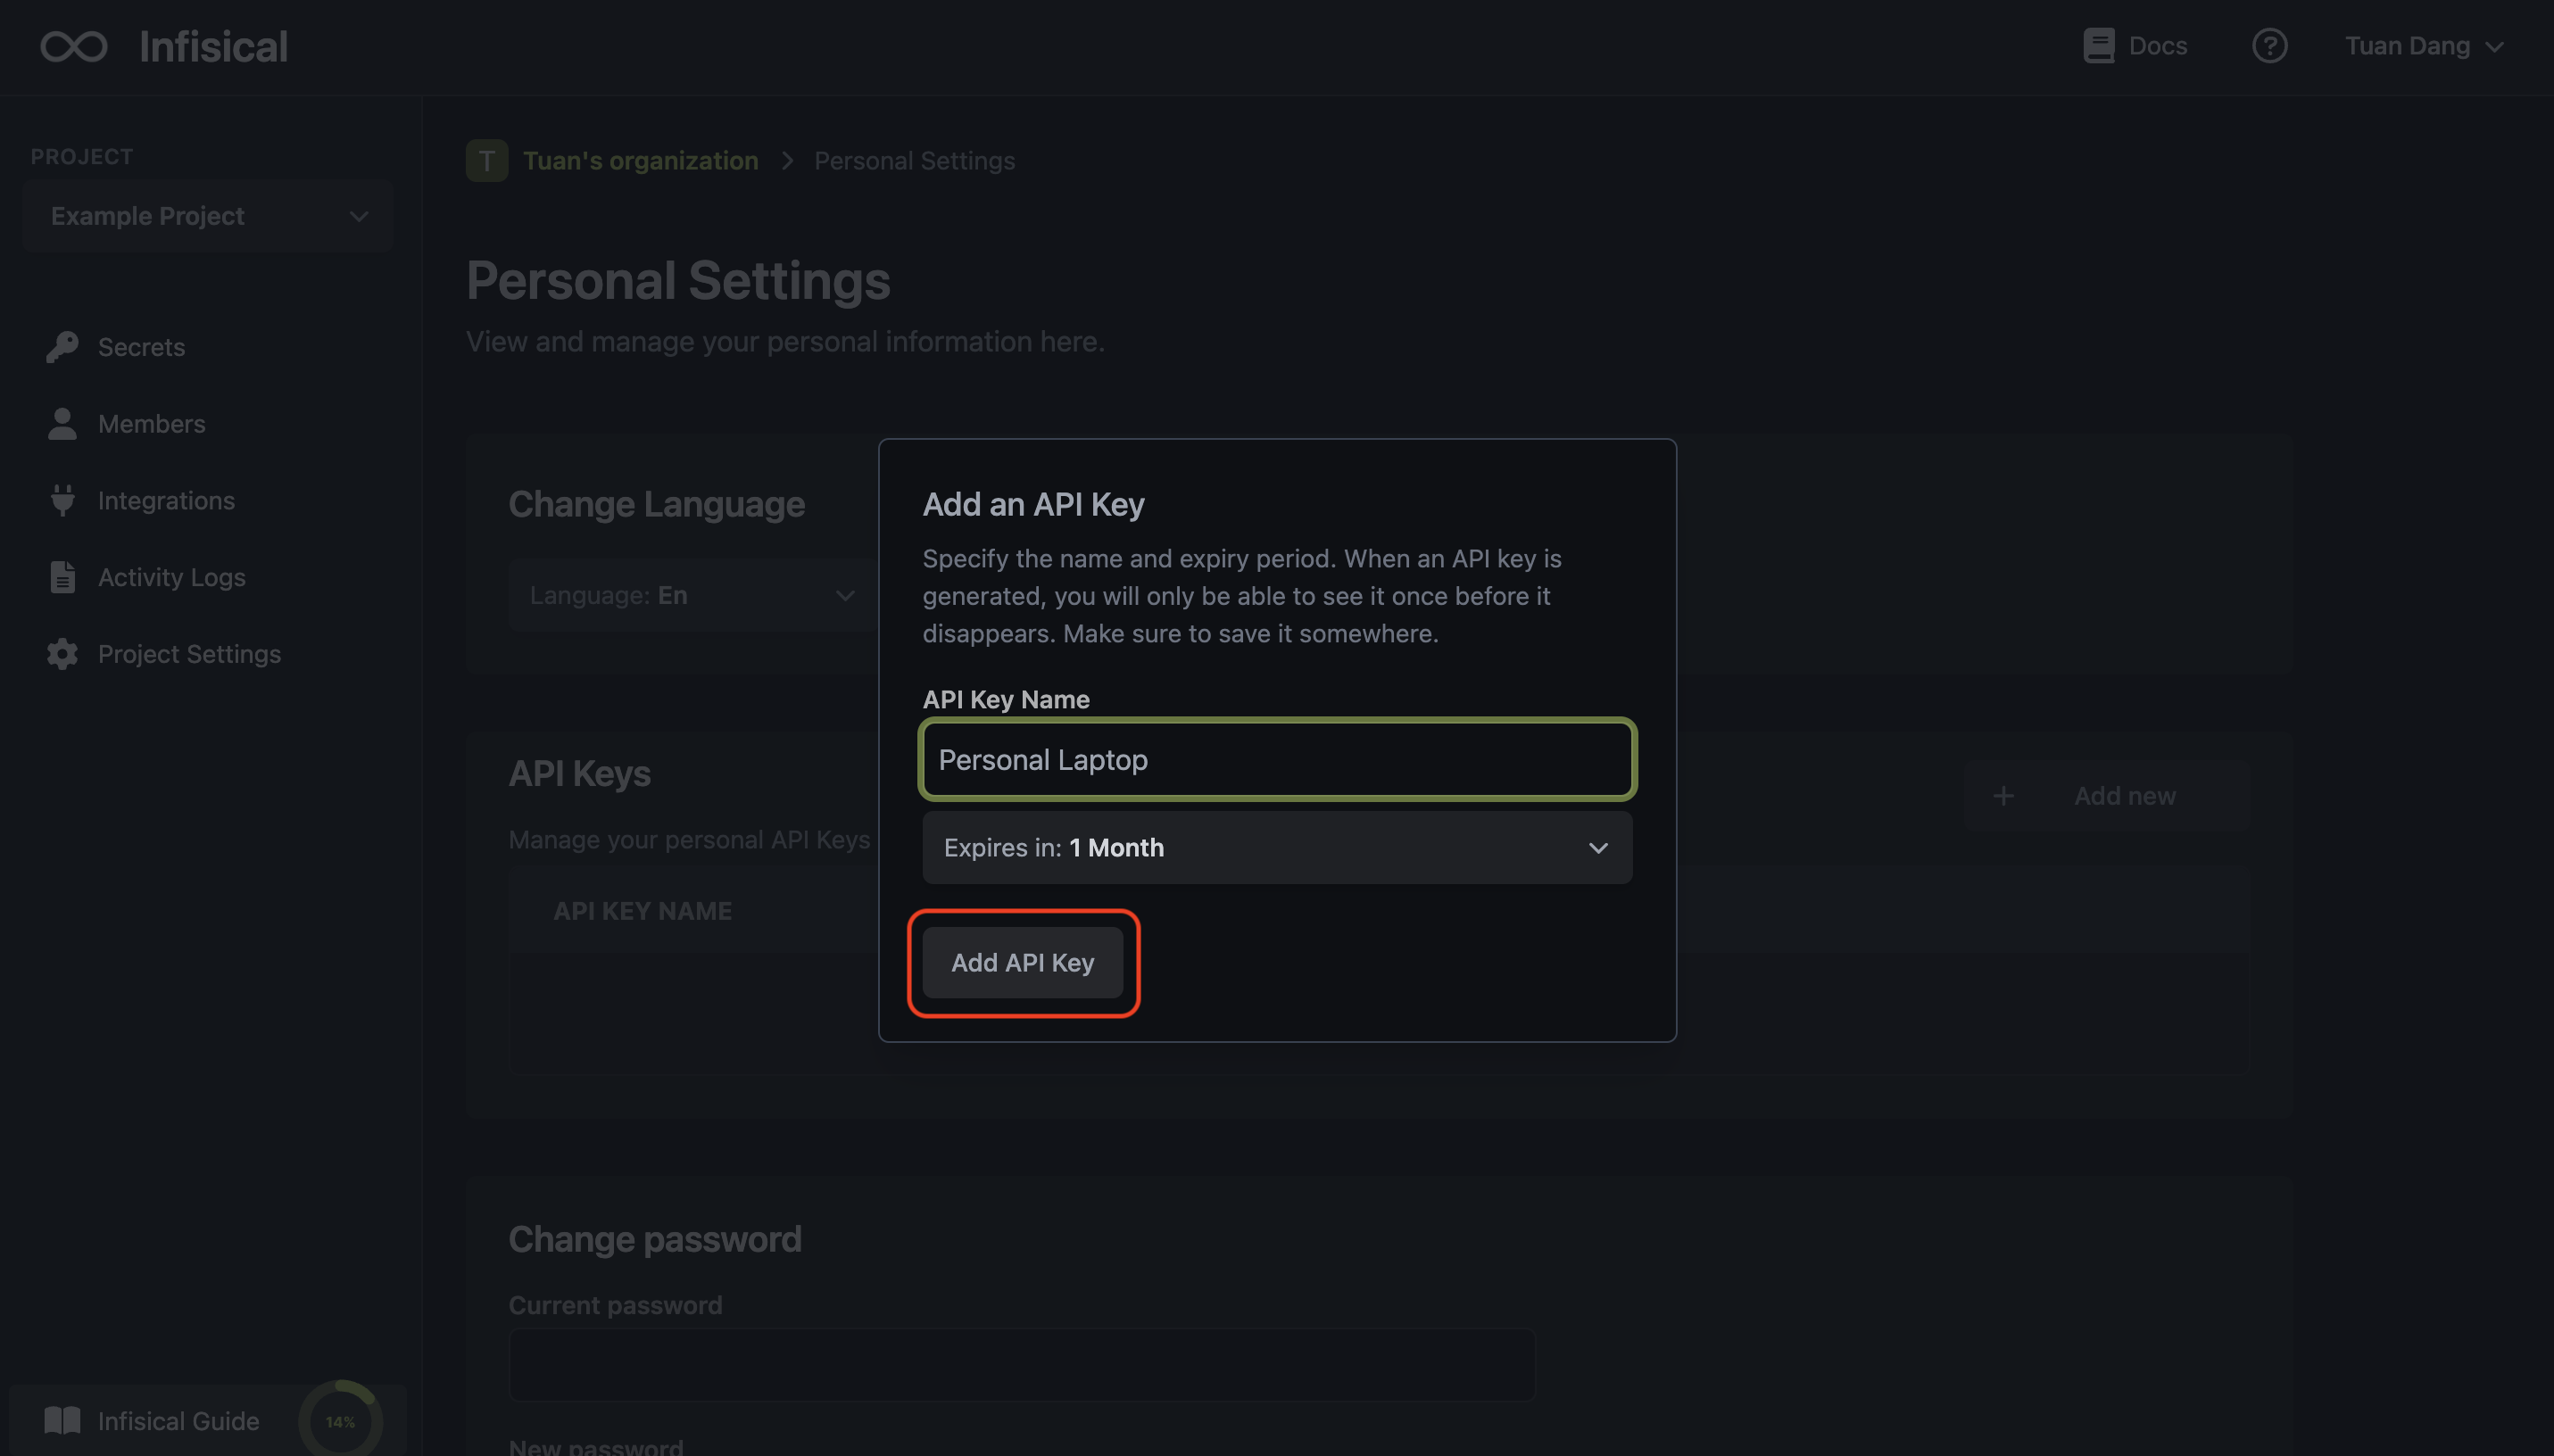 Infisical
Docs
Tuan Dang
PROJECT
Example Project
Secrets
Members
Integrations
Activity Logs
Project Settings
Infisical Guide
14%
T
Tuan's organization
Personal Settings
Personal Settings
View and manage your personal information here.
Change Language
Language: En
API Keys
Add new
Manage your personal API Keys
API KEY NAME
Add an API Key
Specify the name and expiry period. When an API key is
generated, you will only be able to see it once before it
disappears. Make sure to save it somewhere.
API Key Name
Personal Laptop
Expires in: 1 Month
Add API Key
Change password
Current password
New password